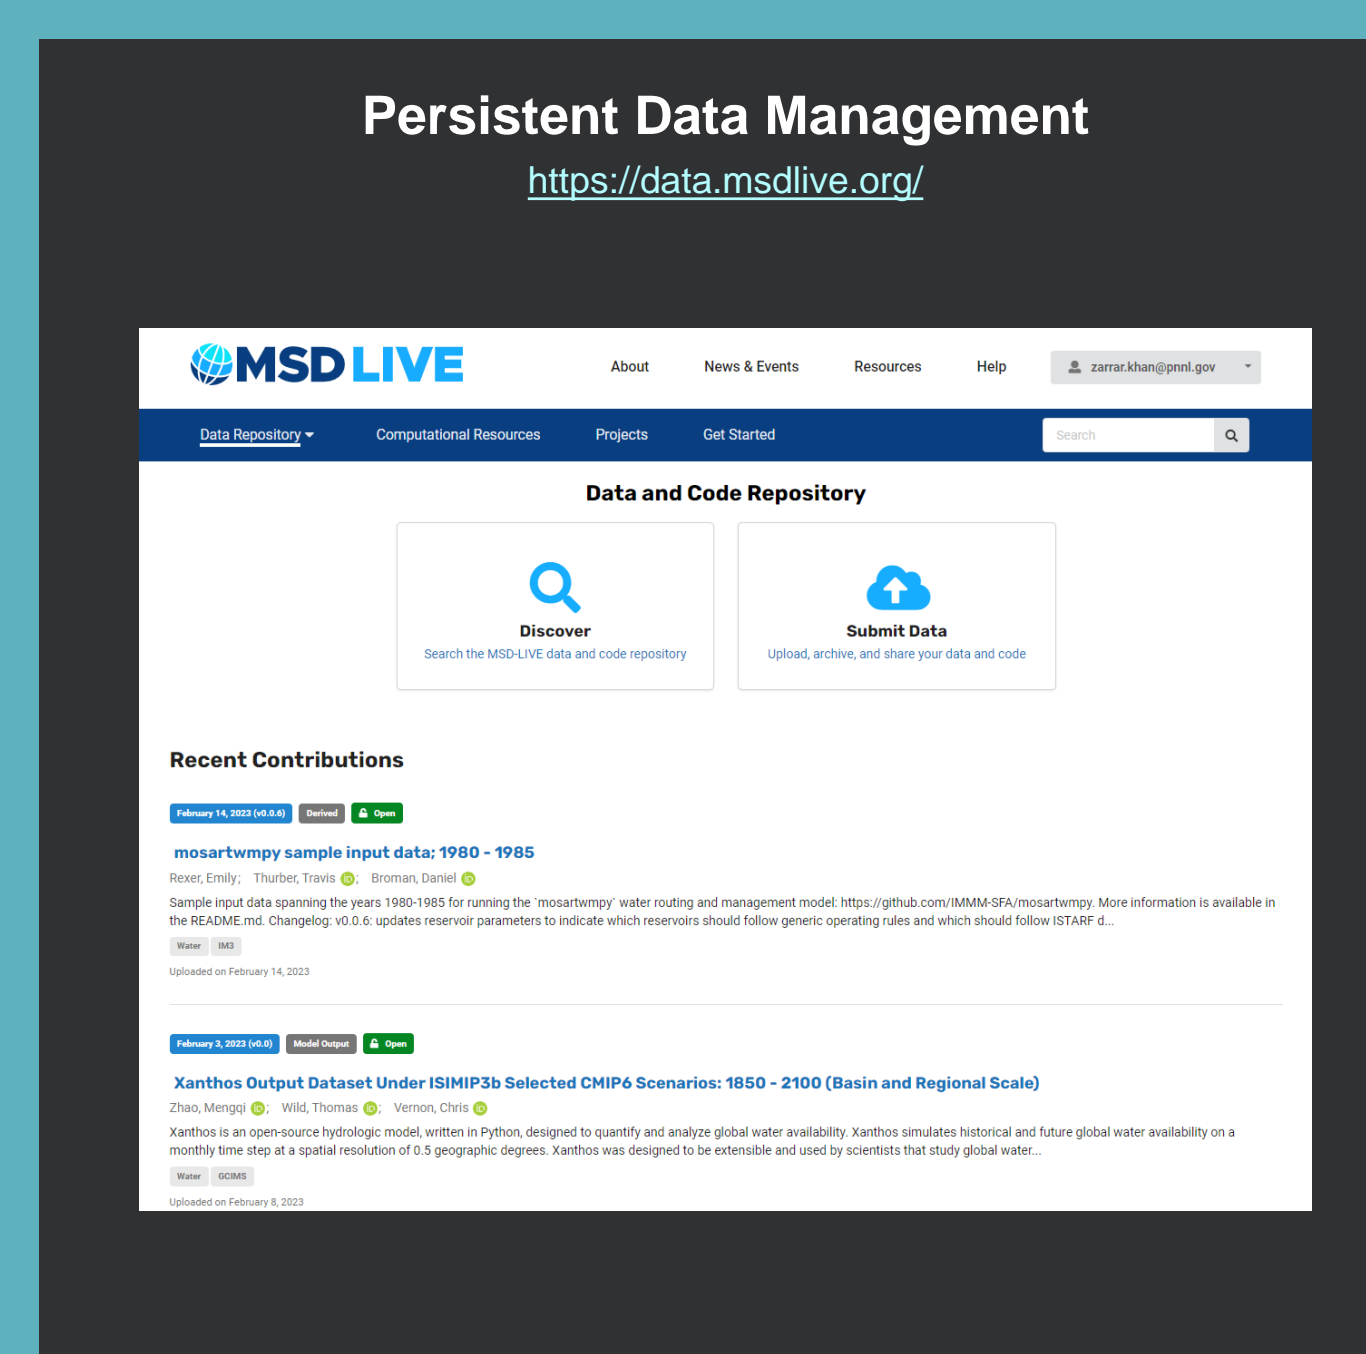 Persistent Data Management
https://data.msdlive.org/
MSD LIVE
About News & Events Resources Help zarrar.khan@pnnl.gov
Data Repository Computational Resources Projects Get Started Search
Data and Code Repository
Discover Submit Data
Search the MSD-LIVE data and code repository Upload, archive, and share your data and code
Recent Contributions
February 14, 2023 (v0.0.6) Derived Open
mosartwmpy sample input data; 1980 - 1985
Rexer, Emily; Thurber, Travis iD; Broman, Daniel iD
Sample input data spanning the years 1980-1985 for running the `mosartwmpy` water routing and management model: https://github.com/IMMM-SFA/mosartwmpy. More information is available in
the README.md. Changelog: v0.0.6: updates reservoir parameters to indicate which reservoirs should follow generic operating rules and which should follow ISTARF d...
Water IM3
Uploaded on February 14, 2023
February 3, 2023 (v0.0) Model Output Open
Xanthos Output Dataset Under ISIMIP3b Selected CMIP6 Scenarios: 1850 - 2100 (Basin and Regional Scale)
Zhao, Mengqi iD; Wild, Thomas iD; Vernon, Chris iD
Xanthos is an open-source hydrologic model, written in Python, designed to quantify and analyze global water availability. Xanthos simulates historical and future global water availability on a
monthly time step at a spatial resolution of 0.5 geographic degrees. Xanthos was designed to be extensible and used by scientists that study global water...
Water GCIMS
Uploaded on February 8, 2023